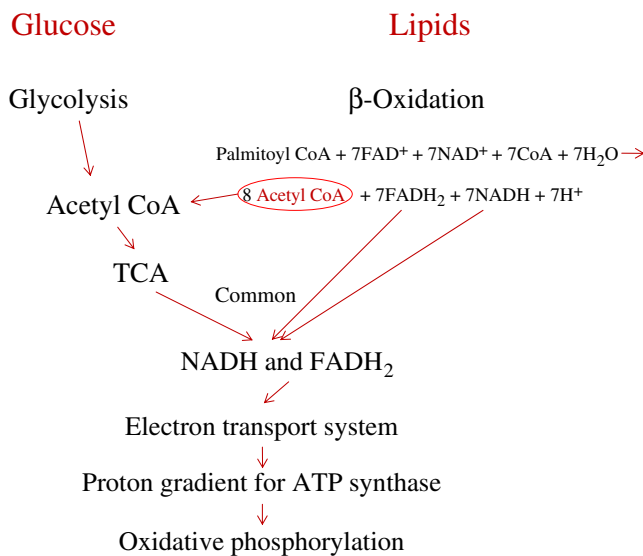 Glucose Lipids
Glycolysis β-Oxidation
Palmitoyl CoA + 7FAD⁺ + 7NAD⁺ + 7CoA + 7H₂O →
Acetyl CoA 8 Acetyl CoA + 7FADH₂ + 7NADH + 7H⁺
TCA
Common
NADH and FADH₂
Electron transport system
Proton gradient for ATP synthase
Oxidative phosphorylation